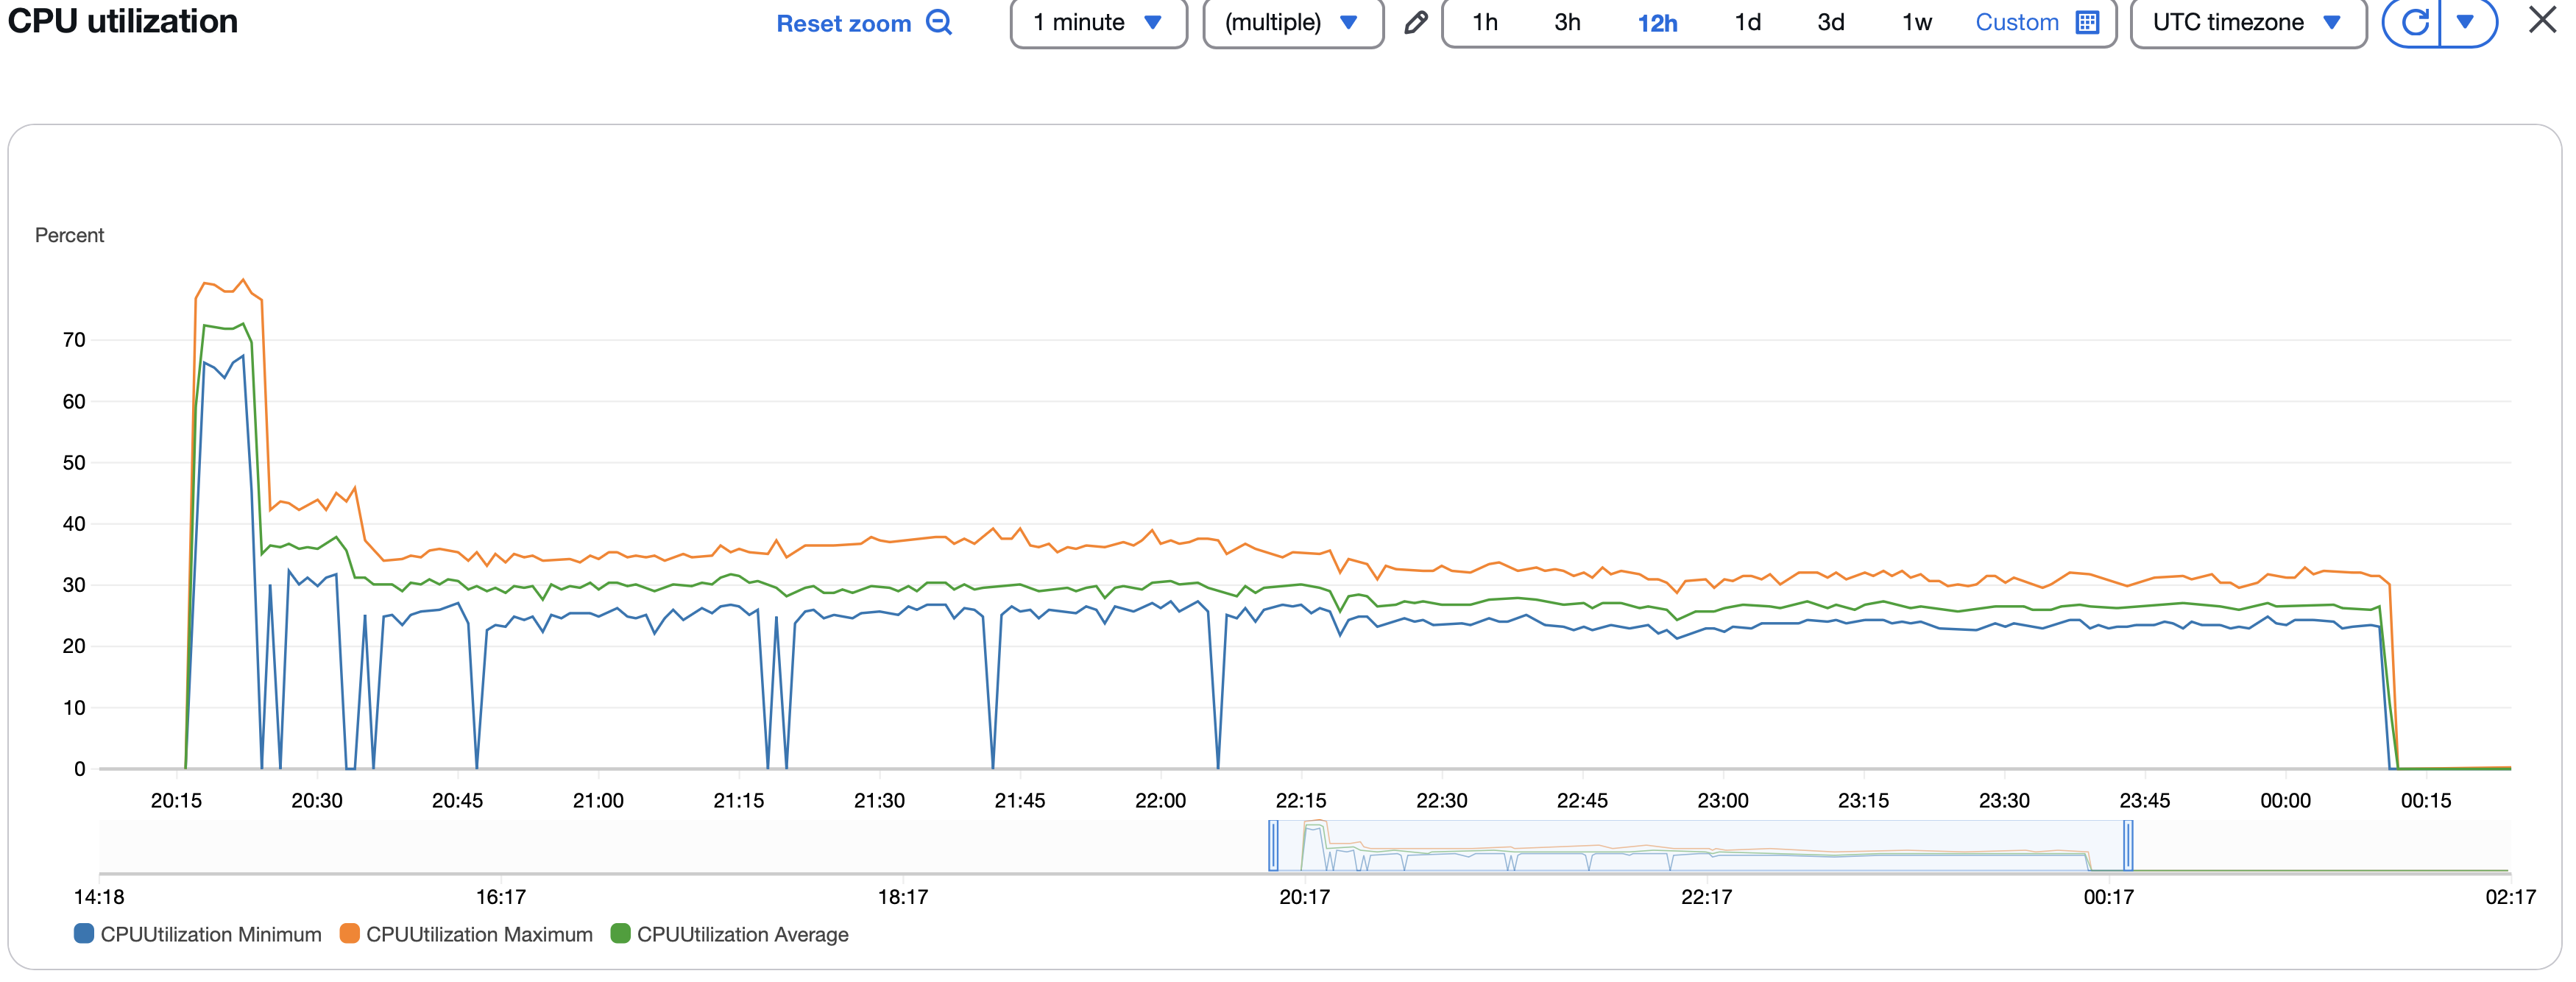 CPU utilization
Reset zoom
1 minute
(multiple)
1h 3h 12h 1d 3d 1w Custom
UTC timezone
Percent
70
60
50
40
30
20
10
0
20:15 20:30 20:45 21:00 21:15 21:30 21:45 22:00 22:15 22:30 22:45 23:00 23:15 23:30 23:45 00:00 00:15
14:18 16:17 18:17 20:17 22:17 00:17 02:17
CPUUtilization Minimum CPUUtilization Maximum CPUUtilization Average